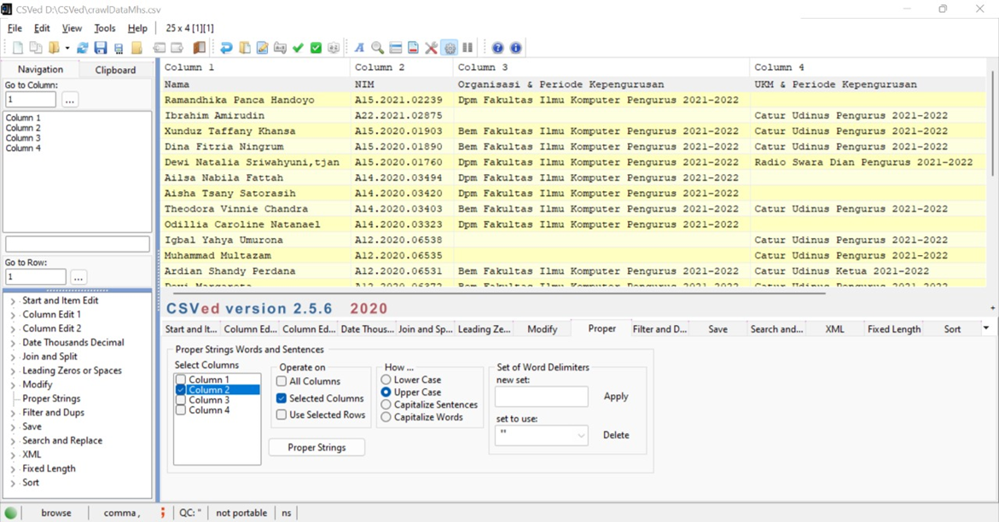 CSVed D:\CSVed\crawlDataMhs.csv
File Edit View Tools Help 25 x 4 [1][1]
Navigation Clipboard
Go to Column:
1 ...
Column 1
Column 2
Column 3
Column 4
Go to Row:
1 ...
Start and Item Edit
Column Edit 1
Column Edit 2
Date Thousands Decimal
Join and Split
Leading Zeros or Spaces
Modify
Proper Strings
Filter and Dups
Save
Search and Replace
XML
Fixed Length
Sort
Column 1 Column 2 Column 3 Column 4
Nama NIM Organisasi & Periode Kepengurusan UKM & Periode Kepengurusan
Ramandhika Panca Handoyo A15.2021.02239 Dpm Fakultas Ilmu Komputer Pengurus 2021-2022
Ibrahim Amirudin A22.2021.02875 Catur Udinus Pengurus 2021-2022
Xunduz Taffany Khansa A15.2020.01903 Bem Fakultas Ilmu Komputer Pengurus 2021-2022 Catur Udinus Pengurus 2021-2022
Dina Fitria Ningrum A15.2020.01890 Bem Fakultas Ilmu Komputer Pengurus 2021-2022 Catur Udinus Pengurus 2021-2022
Dewi Natalia Sriwahyuni,tjan A15.2020.01760 Dpm Fakultas Ilmu Komputer Pengurus 2021-2022 Radio Swara Dian Pengurus 2021-2022
Ailsa Nabila Fattah A14.2020.03494 Dpm Fakultas Ilmu Komputer Pengurus 2021-2022
Aisha Tsany Satorasih A14.2020.03420 Dpm Fakultas Ilmu Komputer Pengurus 2021-2022
Theodora Vinnie Chandra A14.2020.03403 Bem Fakultas Ilmu Komputer Pengurus 2021-2022 Catur Udinus Pengurus 2021-2022
Odillia Caroline Natanael A14.2020.03323 Dpm Fakultas Ilmu Komputer Pengurus 2021-2022
Igbal Yahya Umurona A12.2020.06538 Catur Udinus Pengurus 2021-2022
Muhammad Multazam A12.2020.06535 Catur Udinus Pengurus 2021-2022
Ardian Shandy Perdana A12.2020.06531 Bem Fakultas Ilmu Komputer Pengurus 2021-2022 Catur Udinus Ketua 2021-2022
Dewi Margareta A12.2020.06372 Bem Fakultas Ilmu Komputer Pengurus 2021-2022 Catur Udinus Pengurus 2021-2022
CSVed version 2.5.6 2020
Start and It... Column Ed... Column Ed... Date Thous... Join and Sp... Leading Ze... Modify Proper Filter and D... Save Search and... XML Fixed Length Sort
Proper Strings Words and Sentences
Select Columns
Column 1
Column 2
Column 3
Column 4
Operate on
All Columns
Selected Columns
Use Selected Rows
Proper Strings
How ...
Lower Case
Upper Case
Capitalize Sentences
Capitalize Words
Set of Word Delimiters
new set:
Apply
set to use:
"" Delete
browse comma , ; QC: " not portable ns